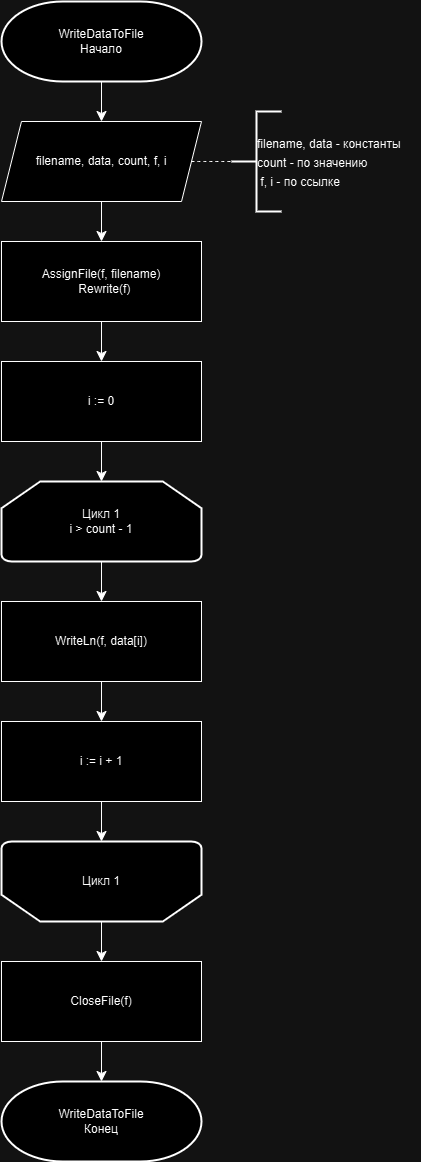 WriteDataToFile
Начало
filename, data, count, f, i
filename, data - константы
count - по значению
f, i - по ссылке
AssignFile(f, filename)
Rewrite(f)
i := 0
Цикл 1
i > count - 1
WriteLn(f, data[i])
i := i + 1
Цикл 1
CloseFile(f)
WriteDataToFile
Конец